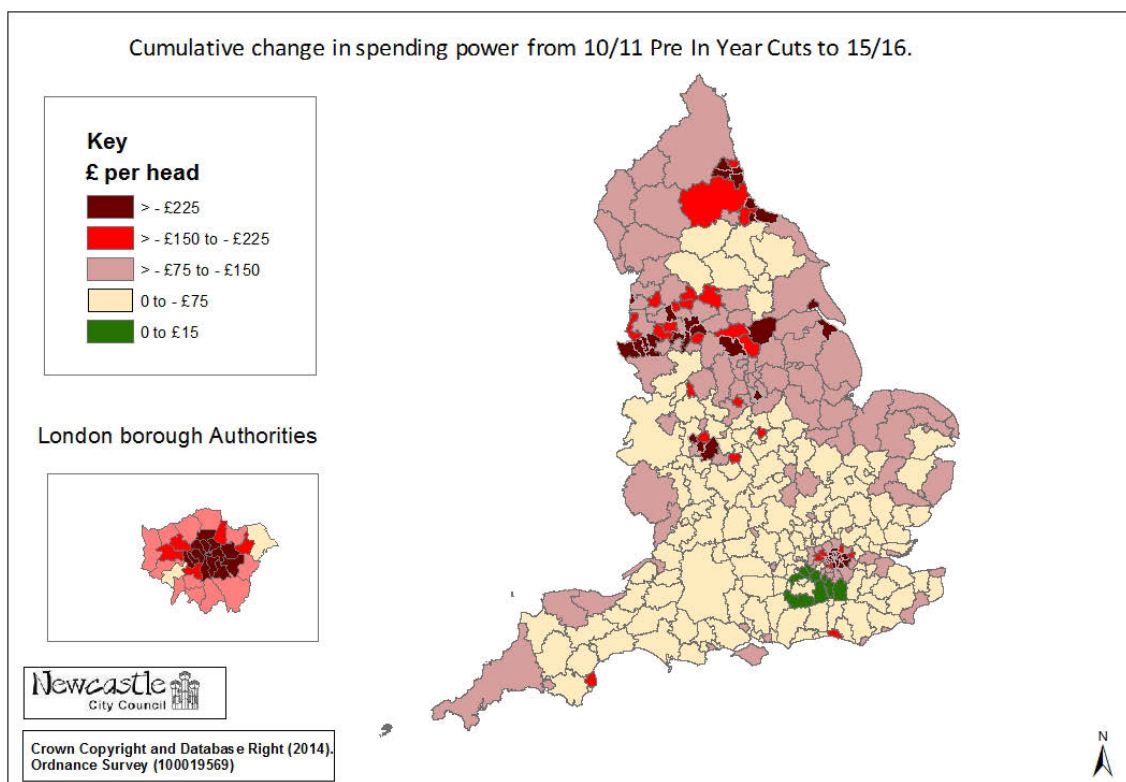 Cumulative change in spending power from 10/11 Pre In Year Cuts to 15/16.
Key
£ per head
> - £225
> - £150 to - £225
> - £75 to - £150
0 to - £75
0 to £15
London borough Authorities
Newcastle
City Council
Crown Copyright and Database Right (2014).
Ordnance Survey (100019569)
N